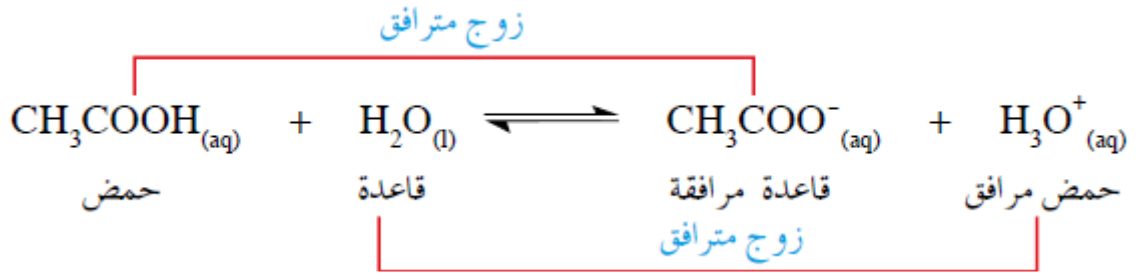 زوج مترافق
CH₃COOH(aq) + H₂O(l) ⇌ CH₃COO⁻(aq) + H₃O⁺(aq)
حمض قاعدة قاعدة مرافقة حمض مرافق
زوج مترافق